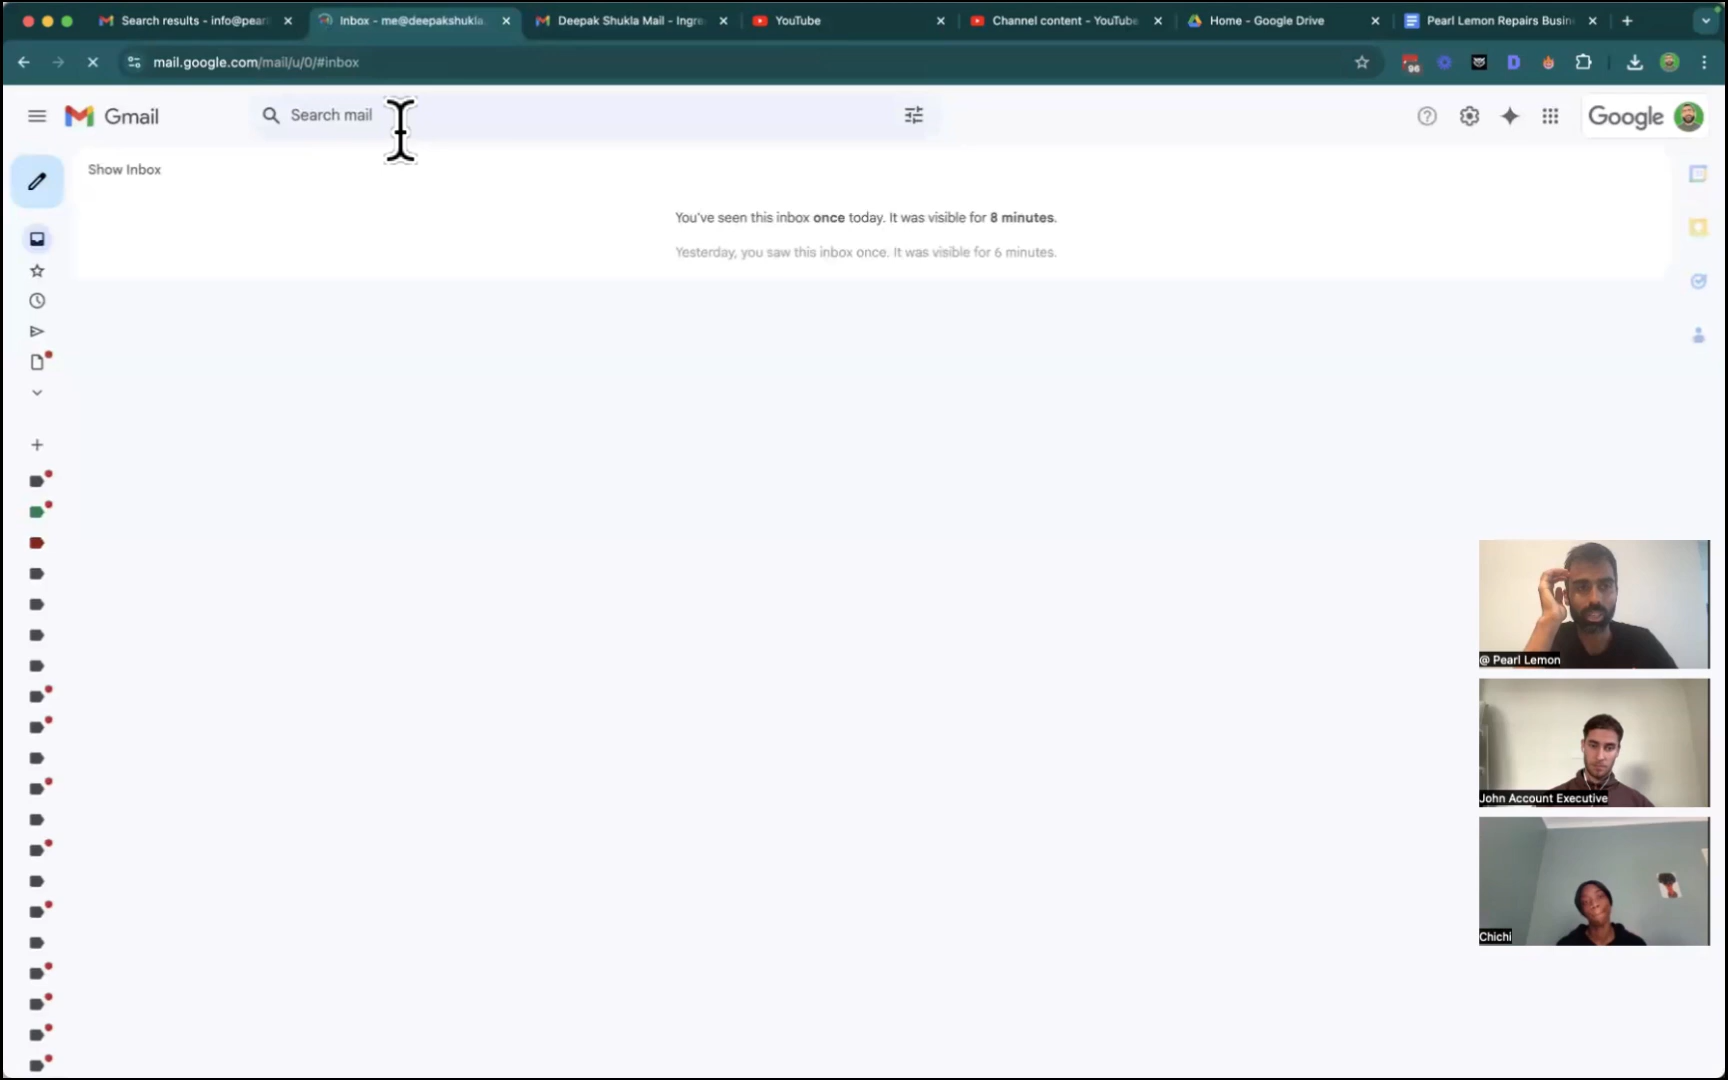 Search results - info@pearl
Inbox - me@deepakshukla.
Deepak Shukla Mail - Ingre
YouTube
Channel content - YouTube
Home - Google Drive
Pearl Lemon Repairs Busin
mail.google.com/mail/u/0/#inbox
96
D
Gmail
Search mail
Google
Show Inbox
You've seen this inbox once today. It was visible for 8 minutes.
Yesterday, you saw this inbox once. It was visible for 6 minutes.
@ Pearl Lemon
John Account Executive
Chichi